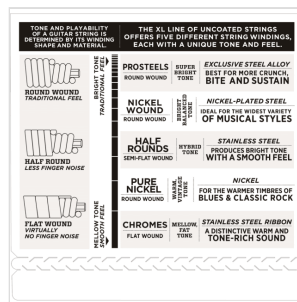 TONE AND PLAYABILITY
OF A GUITAR STRING IS
DETERMINED BY ITS WINDING
SHAPE AND MATERIAL.
THE XL LINE OF UNCOATED STRINGS
OFFERS FIVE DIFFERENT STRING WINDINGS,
EACH WITH A UNIQUE TONE AND FEEL.
ROUND WOUND
TRADITIONAL FEEL
HALF ROUND
LESS FINGER NOISE
FLAT WOUND
VIRTUALLY
NO FINGER NOISE
BRIGHT TONE
TRADITIONAL FEEL
MELLOW TONE
SMOOTH FEEL
PROSTEELS
ROUND WOUND
SUPER
BRIGHT
TONE
EXCLUSIVE STEEL ALLOY
BEST FOR MORE CRUNCH,
BITE AND SUSTAIN
NICKEL
WOUND
ROUND WOUND
BRIGHT
BALANCED
TONE
NICKEL-PLATED STEEL
IDEAL FOR THE WIDEST VARIETY
OF MUSICAL STYLES
HALF
ROUNDS
SEMI-FLAT WOUND
HYBRID
TONE
STAINLESS STEEL
PRODUCES BRIGHT TONE
WITH A SMOOTH FEEL
PURE
NICKEL
ROUND WOUND
WARM
VINTAGE
TONE
NICKEL
FOR THE WARMER TIMBRES OF
BLUES & CLASSIC ROCK
CHROMES
FLAT WOUND
MELLOW,
FAT
TONE
STAINLESS STEEL RIBBON
A DISTINCTIVE WARM AND
TONE-RICH SOUND